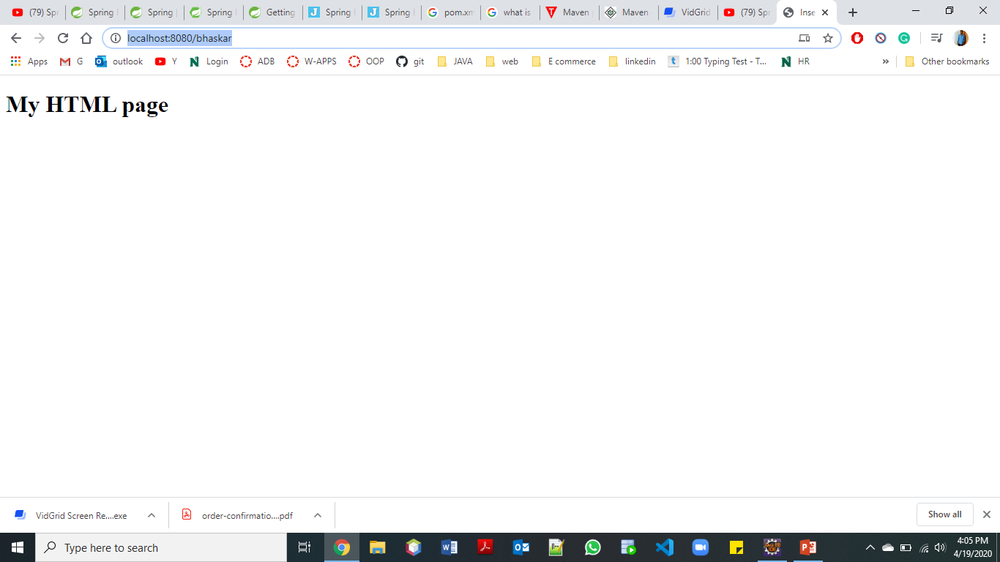 (79) Spr Spring B Spring | Spring I Getting Spring B Spring B pom.xm what is Maven Maven VidGrid (79) Spr Inse
localhost:8080/bhaskar
Apps G outlook Y Login ADB W-APPS OOP git JAVA web E commerce linkedin 1:00 Typing Test - T... HR » Other bookmarks
My HTML page
VidGrid Screen Re....exe order-confirmatio....pdf Show all
Type here to search
4:05 PM
4/19/2020